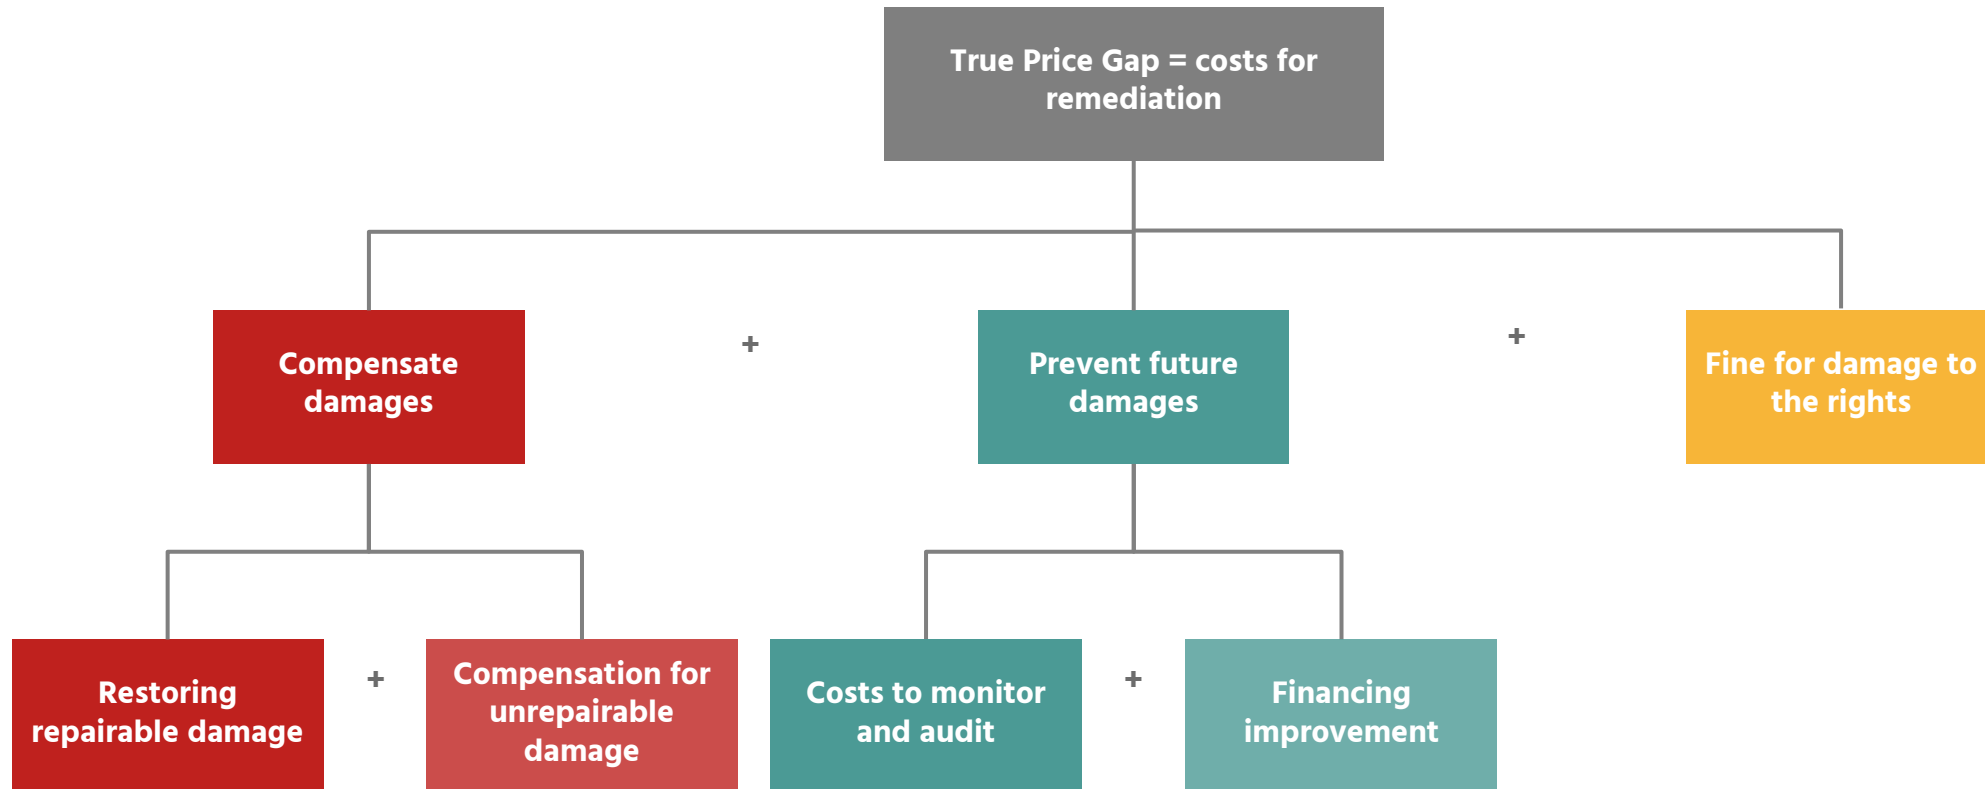 True Price Gap = costs for
remediation
Compensate
damages
+
Prevent future
damages
+
Fine for damage to
the rights
Restoring
repairable damage
+
Compensation for
unrepairable
damage
Costs to monitor
and audit
+
Financing
improvement